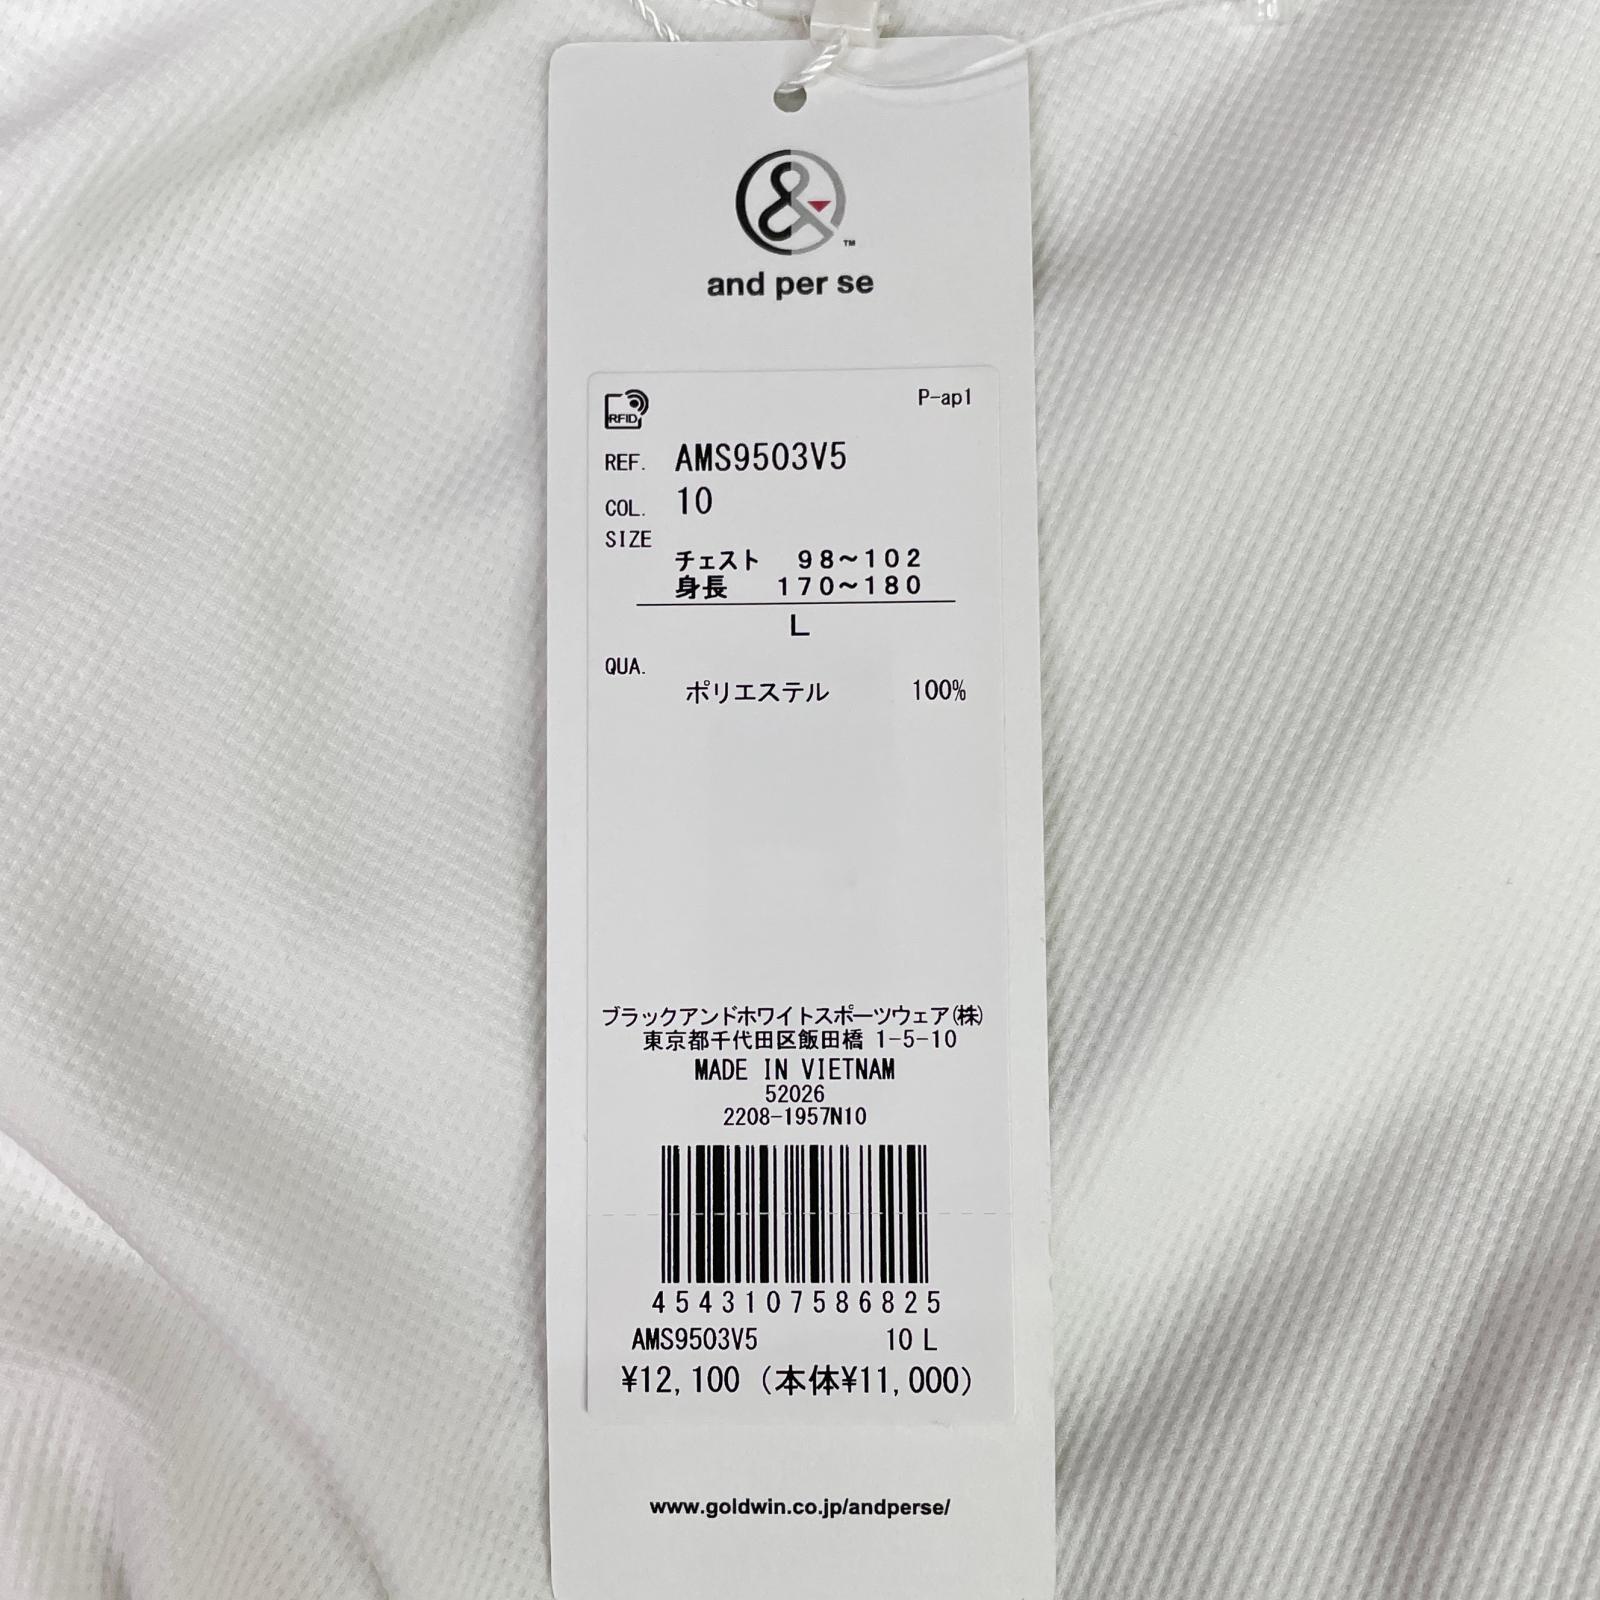 &™
and per se
RFID
P-ap1
REF. AMS9503V5
COL. 10
SIZE
チェスト 98~102
身長 170~180
L
QUA.
ポリエステル 100%
ブラックアンドホワイトスポーツウェア(株)
東京都千代田区飯田橋 1-5-10
MADE IN VIETNAM
52026
2208-1957N10
4543107586825
AMS9503V5 10 L
¥12,100 (本体¥11,000)
www.goldwin.co.jp/andperse/